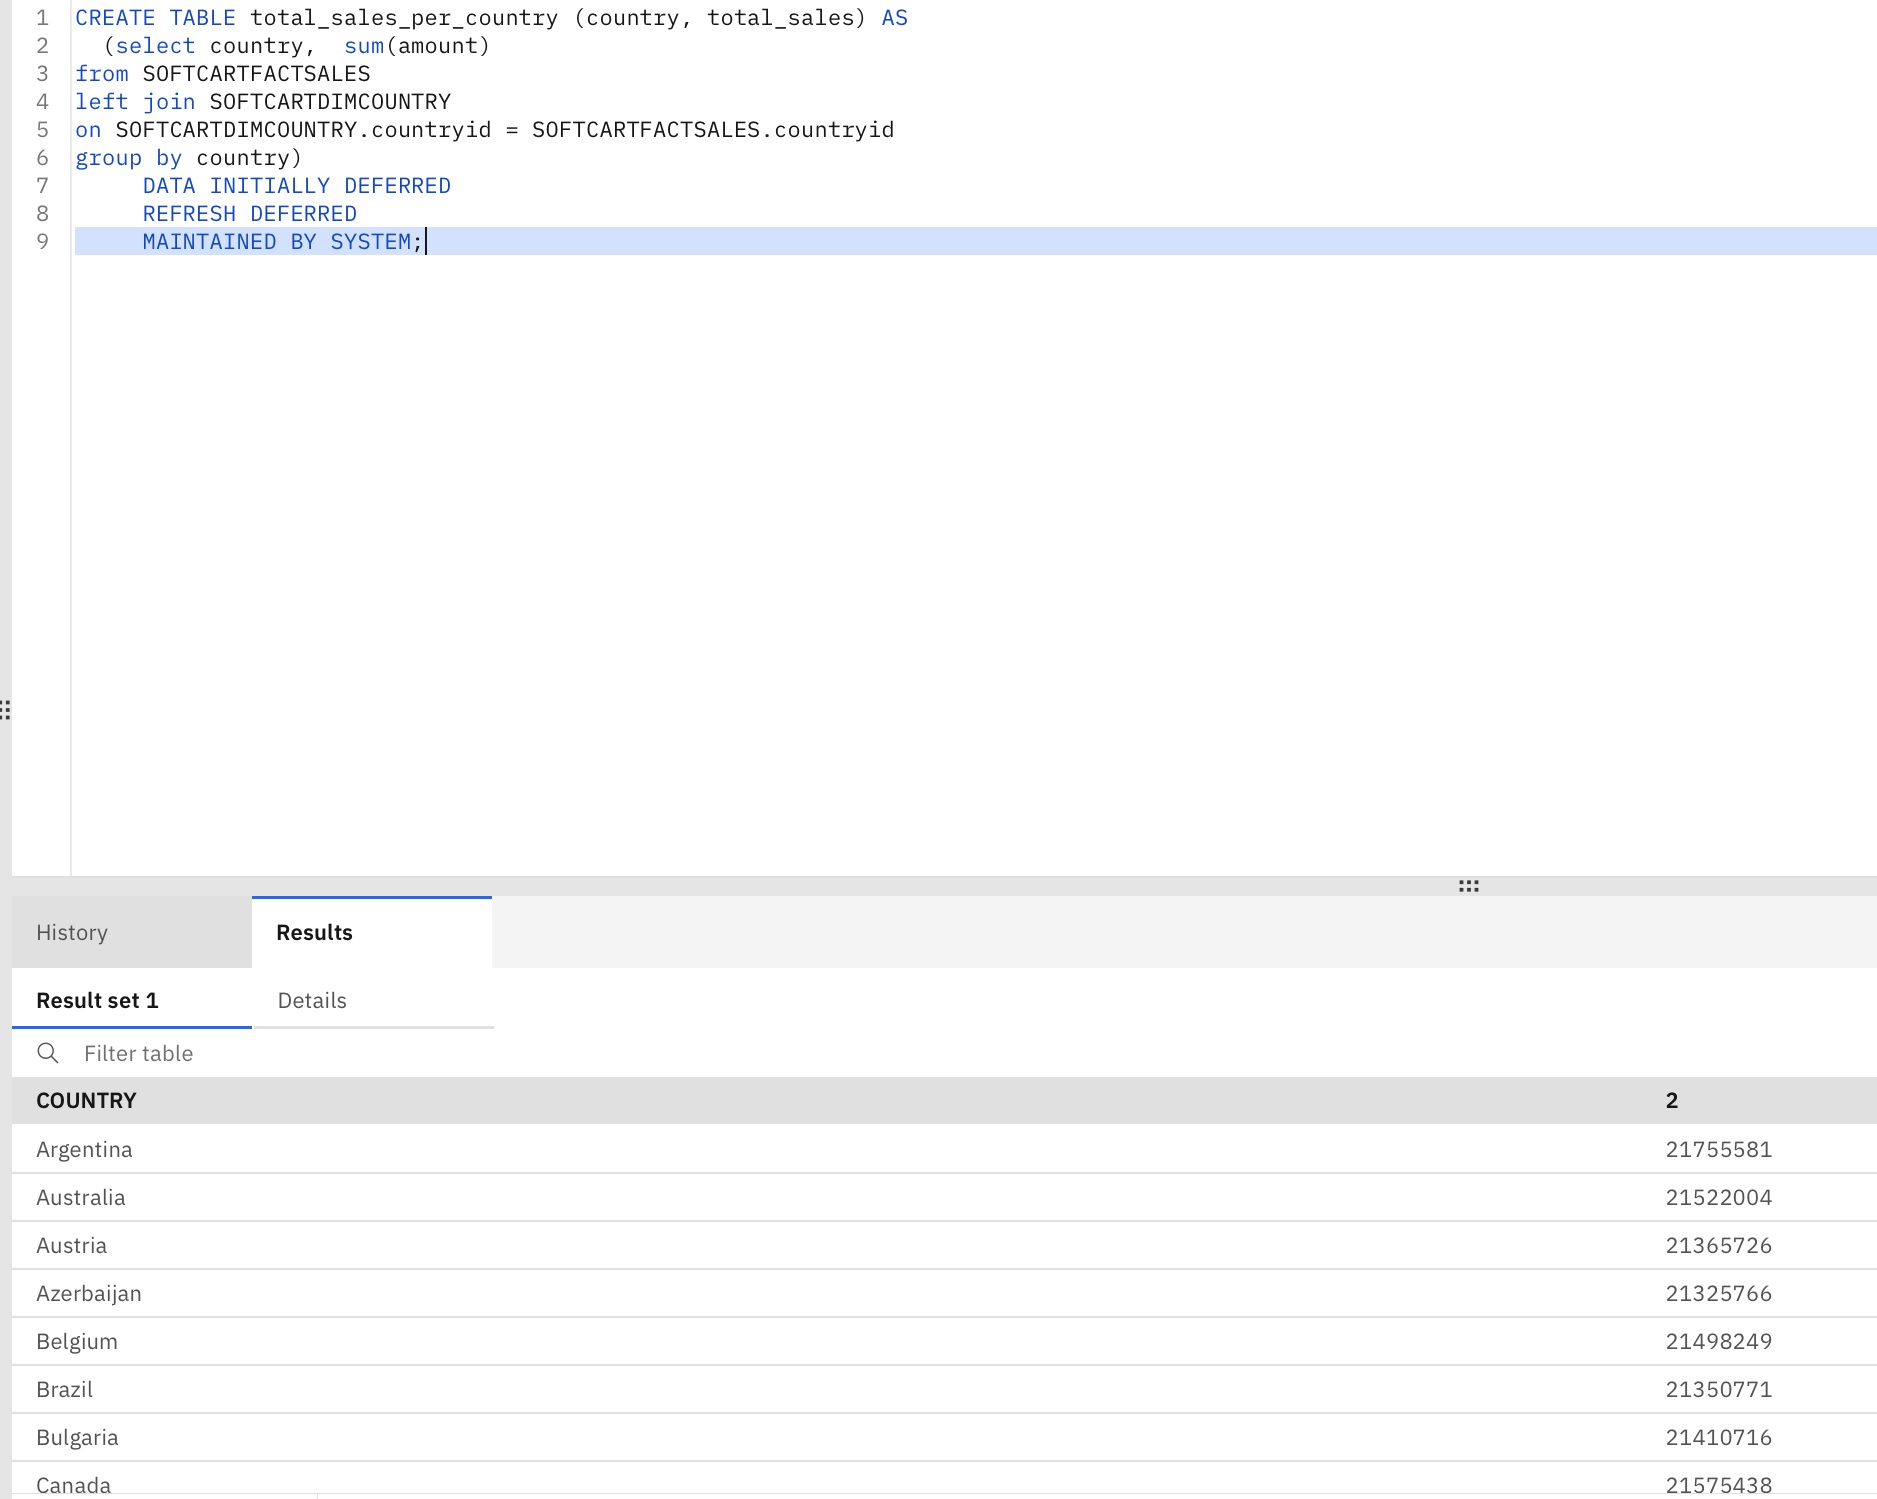 1 CREATE TABLE total_sales_per_country (country, total_sales) AS
2 (select country,  sum(amount)
3 from SOFTCARTFACTSALES
4 left join SOFTCARTDIMCOUNTRY
5 on SOFTCARTDIMCOUNTRY.countryid = SOFTCARTFACTSALES.countryid
6 group by country)
7 DATA INITIALLY DEFERRED
8 REFRESH DEFERRED
9 MAINTAINED BY SYSTEM;
History Results
Result set 1 Details
Filter table
COUNTRY 2
Argentina 21755581
Australia 21522004
Austria 21365726
Azerbaijan 21325766
Belgium 21498249
Brazil 21350771
Bulgaria 21410716
Canada 21575438